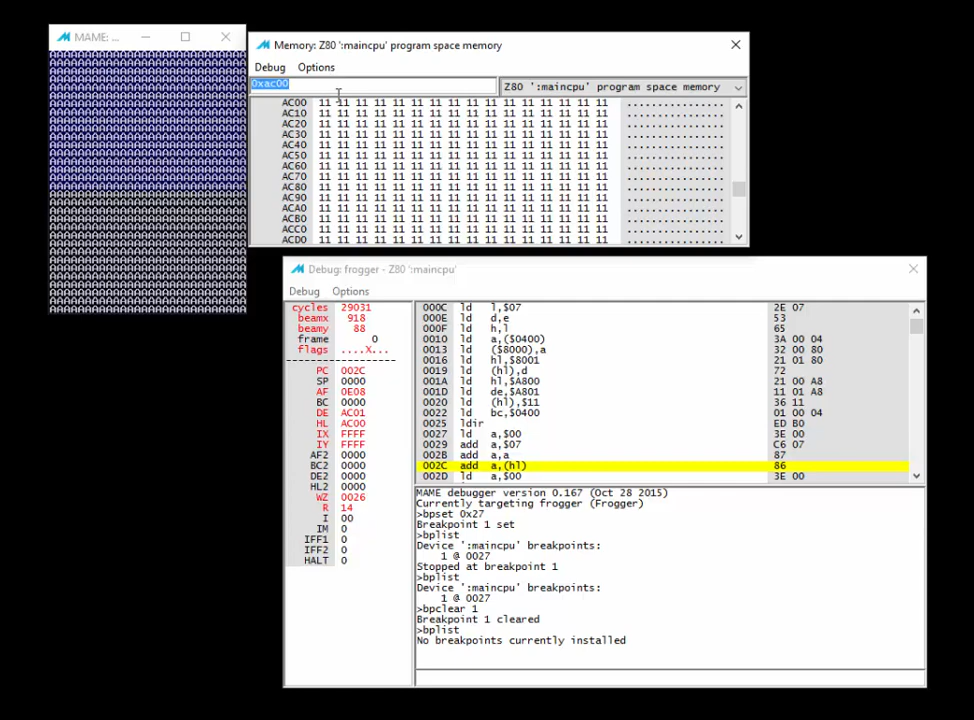 MAME: ...
Memory: Z80 ':maincpu' program space memory
Debug Options
0xac00 Z80 ':maincpu' program space memory
AC00 11 11 11 11 11 11 11 11 11 11 11 11 11 11 11 11 ................
AC10 11 11 11 11 11 11 11 11 11 11 11 11 11 11 11 11 ................
AC20 11 11 11 11 11 11 11 11 11 11 11 11 11 11 11 11 ................
AC30 11 11 11 11 11 11 11 11 11 11 11 11 11 11 11 11 ................
AC40 11 11 11 11 11 11 11 11 11 11 11 11 11 11 11 11 ................
AC50 11 11 11 11 11 11 11 11 11 11 11 11 11 11 11 11 ................
AC60 11 11 11 11 11 11 11 11 11 11 11 11 11 11 11 11 ................
AC70 11 11 11 11 11 11 11 11 11 11 11 11 11 11 11 11 ................
AC80 11 11 11 11 11 11 11 11 11 11 11 11 11 11 11 11 ................
AC90 11 11 11 11 11 11 11 11 11 11 11 11 11 11 11 11 ................
ACA0 11 11 11 11 11 11 11 11 11 11 11 11 11 11 11 11 ................
ACB0 11 11 11 11 11 11 11 11 11 11 11 11 11 11 11 11 ................
ACC0 11 11 11 11 11 11 11 11 11 11 11 11 11 11 11 11 ................
ACD0 11 11 11 11 11 11 11 11 11 11 11 11 11 11 11 11 ................
Debug: frogger - Z80 ':maincpu'
Debug Options
cycles 29031
beamx 918
beamy 88
frame 0
flags ....X...
PC 002C
SP 0000
AF 0E08
BC 0000
DE AC01
HL AC00
IX FFFF
IY FFFF
AF2 0000
BC2 0000
DE2 0000
HL2 0000
WZ 0026
R 14
I 00
IM 0
IFF1 0
IFF2 0
HALT 0
000C ld l,$07 2E 07
000E ld d,e 53
000F ld h,l 65
0010 ld a,($0400) 3A 00 04
0013 ld ($8000),a 32 00 80
0016 ld hl,$8001 21 01 80
0019 ld (hl),d 72
001A ld hl,$A800 21 00 A8
001D ld de,$A801 11 01 A8
0020 ld (hl),$11 36 11
0022 ld bc,$0400 01 00 04
0025 ldir ED B0
0027 ld a,$00 3E 00
0029 add a,$07 C6 07
002B add a,a 87
002C add a,(hl) 86
002D ld a,$00 3E 00
MAME debugger version 0.167 (Oct 28 2015)
Currently targeting frogger (Frogger)
>bpset 0x27
Breakpoint 1 set
>bplist
Device ':maincpu' breakpoints:
1 @ 0027
Stopped at breakpoint 1
>bplist
Device ':maincpu' breakpoints:
1 @ 0027
>bpclear 1
Breakpoint 1 cleared
>bplist
No breakpoints currently installed